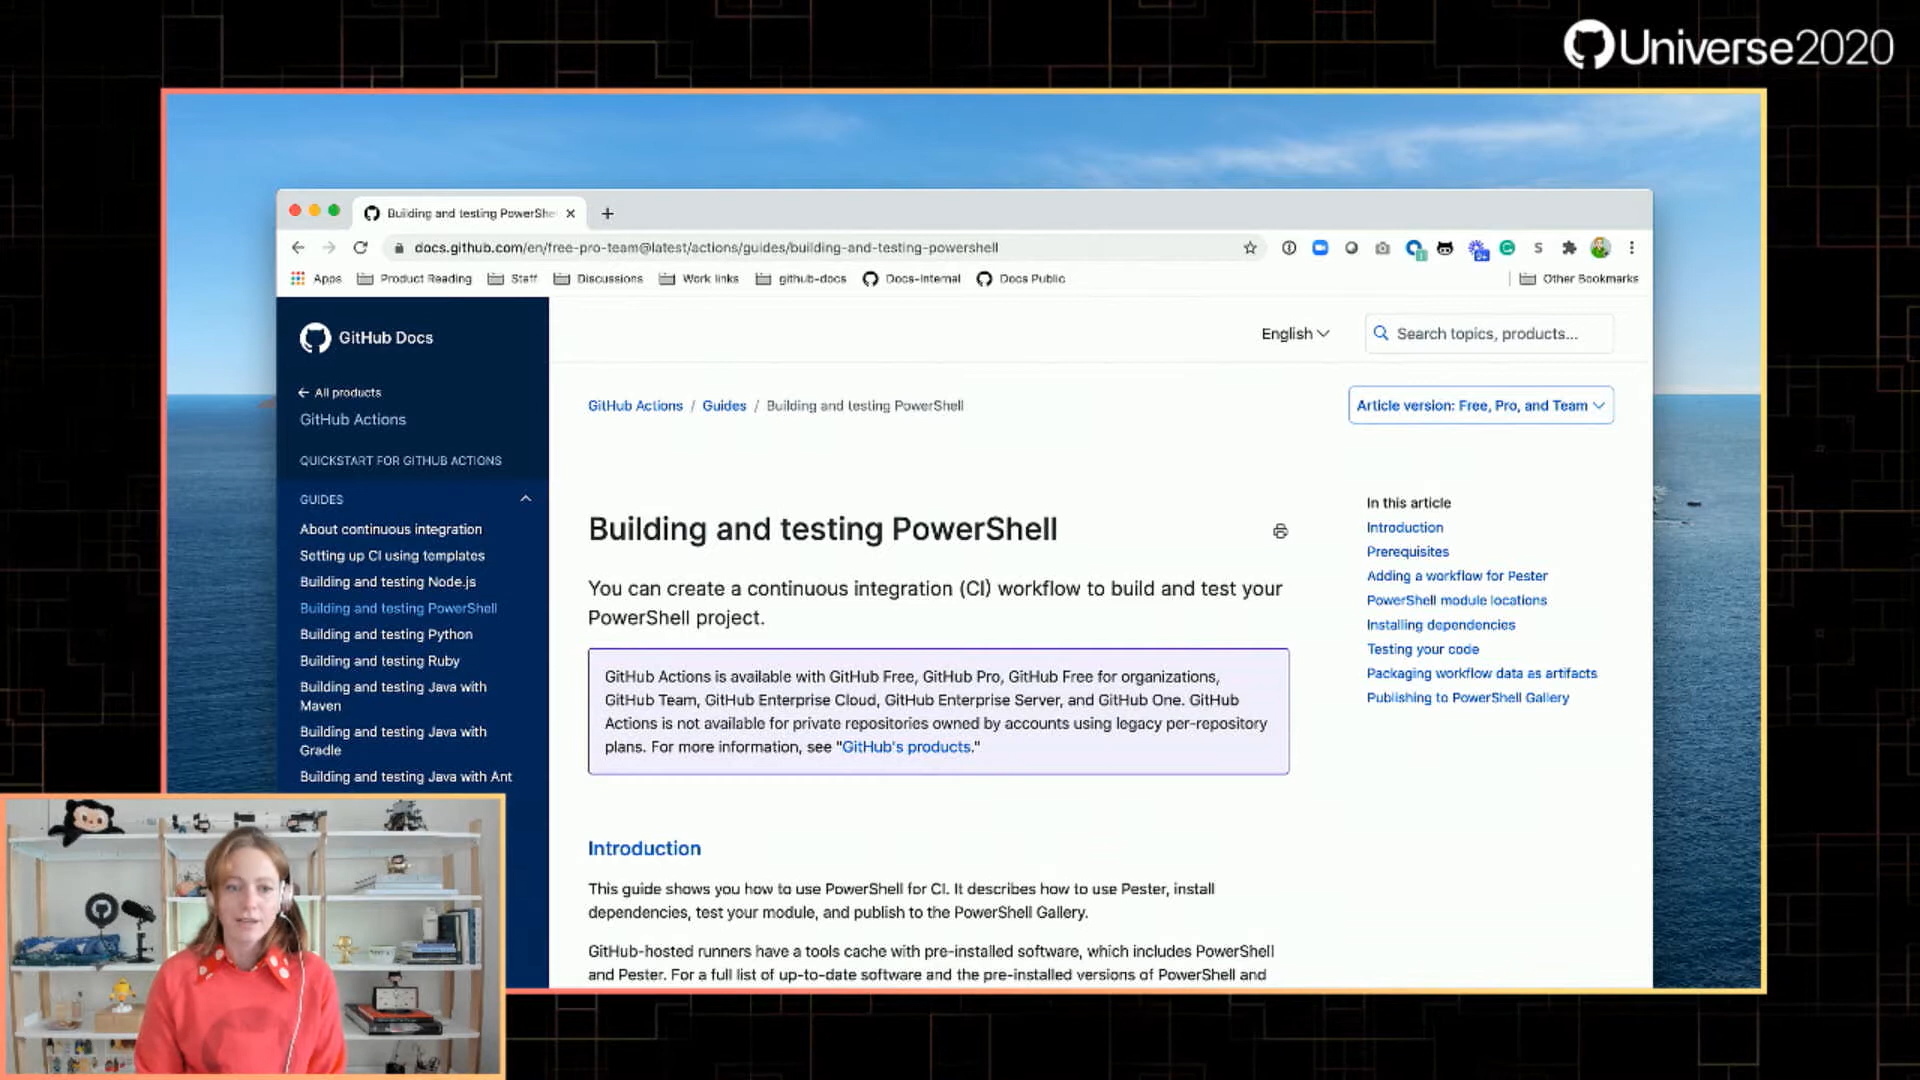 Universe2020
Building and testing PowerShe
docs.github.com/en/free-pro-team@latest/actions/guides/building-and-testing-powershell
Apps
Product Reading
Staff
Discussions
Work links
github-docs
Docs-Internal
Docs Public
Other Bookmarks
GitHub Docs
English
Search topics, products...
All products
GitHub Actions
QUICKSTART FOR GITHUB ACTIONS
GUIDES
About continuous integration
Setting up CI using templates
Building and testing Node.js
Building and testing PowerShell
Building and testing Python
Building and testing Ruby
Building and testing Java with
Maven
Building and testing Java with
Gradle
Building and testing Java with Ant
GitHub Actions / Guides / Building and testing PowerShell
Article version: Free, Pro, and Team
Building and testing PowerShell
You can create a continuous integration (CI) workflow to build and test your
PowerShell project.
GitHub Actions is available with GitHub Free, GitHub Pro, GitHub Free for organizations,
GitHub Team, GitHub Enterprise Cloud, GitHub Enterprise Server, and GitHub One. GitHub
Actions is not available for private repositories owned by accounts using legacy per-repository
plans. For more information, see "GitHub's products."
Introduction
This guide shows you how to use PowerShell for CI. It describes how to use Pester, install
dependencies, test your module, and publish to the PowerShell Gallery.
GitHub-hosted runners have a tools cache with pre-installed software, which includes PowerShell
and Pester. For a full list of up-to-date software and the pre-installed versions of PowerShell and
In this article
Introduction
Prerequisites
Adding a workflow for Pester
PowerShell module locations
Installing dependencies
Testing your code
Packaging workflow data as artifacts
Publishing to PowerShell Gallery